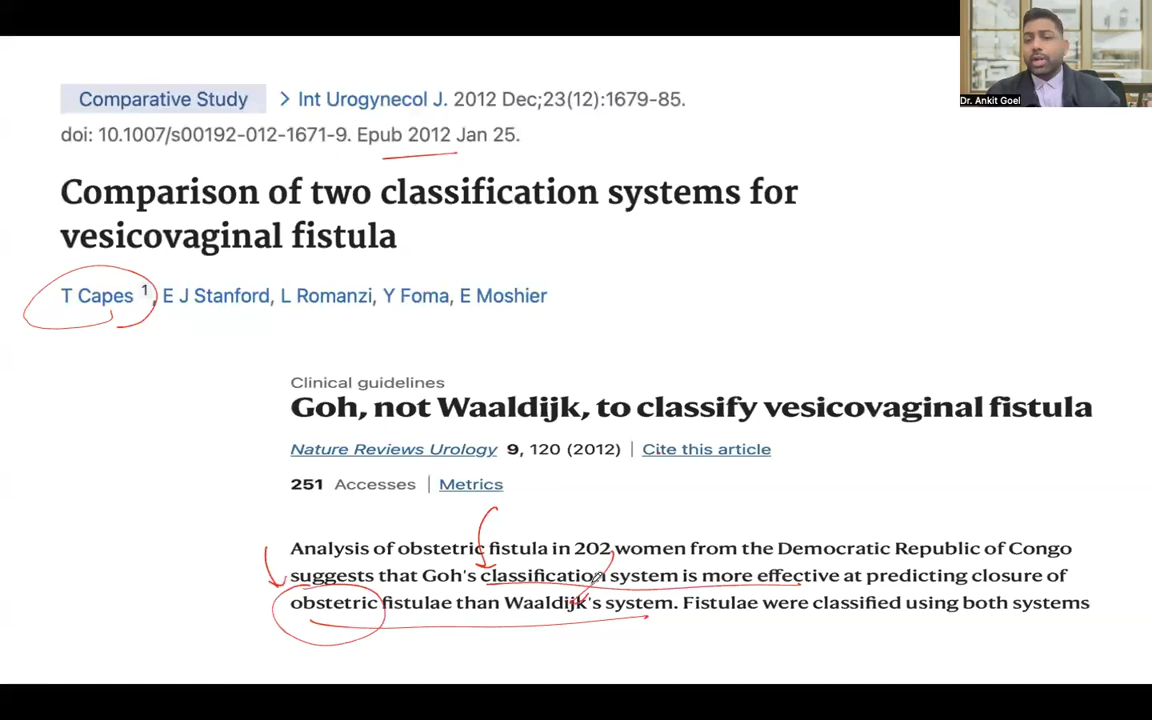 Dr. Ankit Goel
Comparative Study > Int Urogynecol J. 2012 Dec;23(12):1679-85.
doi: 10.1007/s00192-012-1671-9. Epub 2012 Jan 25.
Comparison of two classification systems for
vesicovaginal fistula
T Capes 1, E J Stanford, L Romanzi, Y Foma, E Moshier
Clinical guidelines
Goh, not Waaldijk, to classify vesicovaginal fistula
Nature Reviews Urology 9, 120 (2012) | Cite this article
251 Accesses | Metrics
Analysis of obstetric fistula in 202 women from the Democratic Republic of Congo
suggests that Goh's classification system is more effective at predicting closure of
obstetric fistulae than Waaldijk's system. Fistulae were classified using both systems